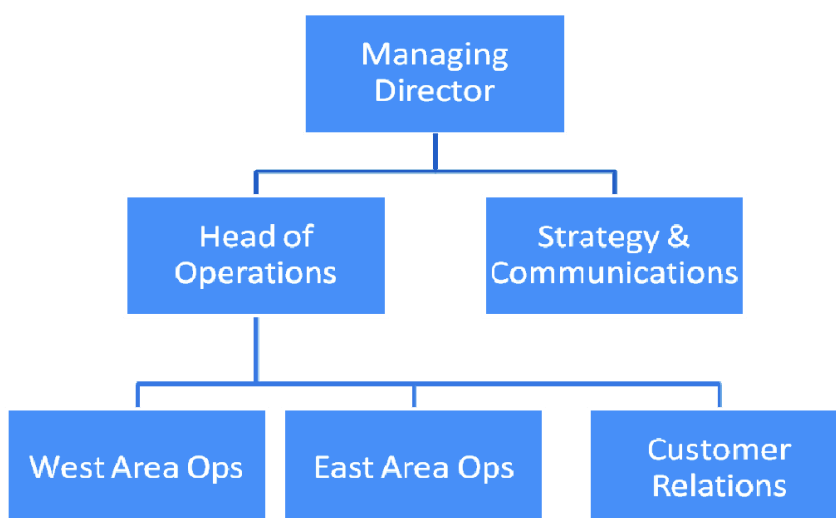 Managing
Director
Head of
Operations
Strategy &
Communications
West Area Ops
East Area Ops
Customer
Relations